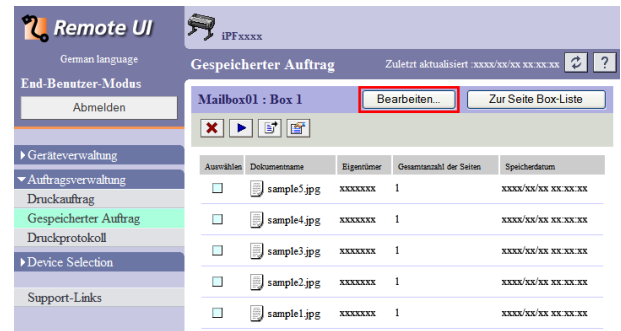 Remote UI
German language
End-Benutzer-Modus
Abmelden
Geräteverwaltung
Auftragsverwaltung
Druckauftrag
Gespeicherter Auftrag
Druckprotokoll
Device Selection
Support-Links
iPFxxxx
Gespeicherter Auftrag Zuletzt aktualisiert :xxxx/xx/xx xx:xx:xx ?
Mailbox01 : Box 1 Bearbeiten... Zur Seite Box-Liste
Auswählen Dokumentname Eigentümer Gesamtanzahl der Seiten Speicherdatum
sample5.jpg xxxxxxx 1 xxxx/xx/xx xx:xx:xx
sample4.jpg xxxxxxx 1 xxxx/xx/xx xx:xx:xx
sample3.jpg xxxxxxx 1 xxxx/xx/xx xx:xx:xx
sample2.jpg xxxxxxx 1 xxxx/xx/xx xx:xx:xx
sample1.jpg xxxxxxx 1 xxxx/xx/xx xx:xx:xx